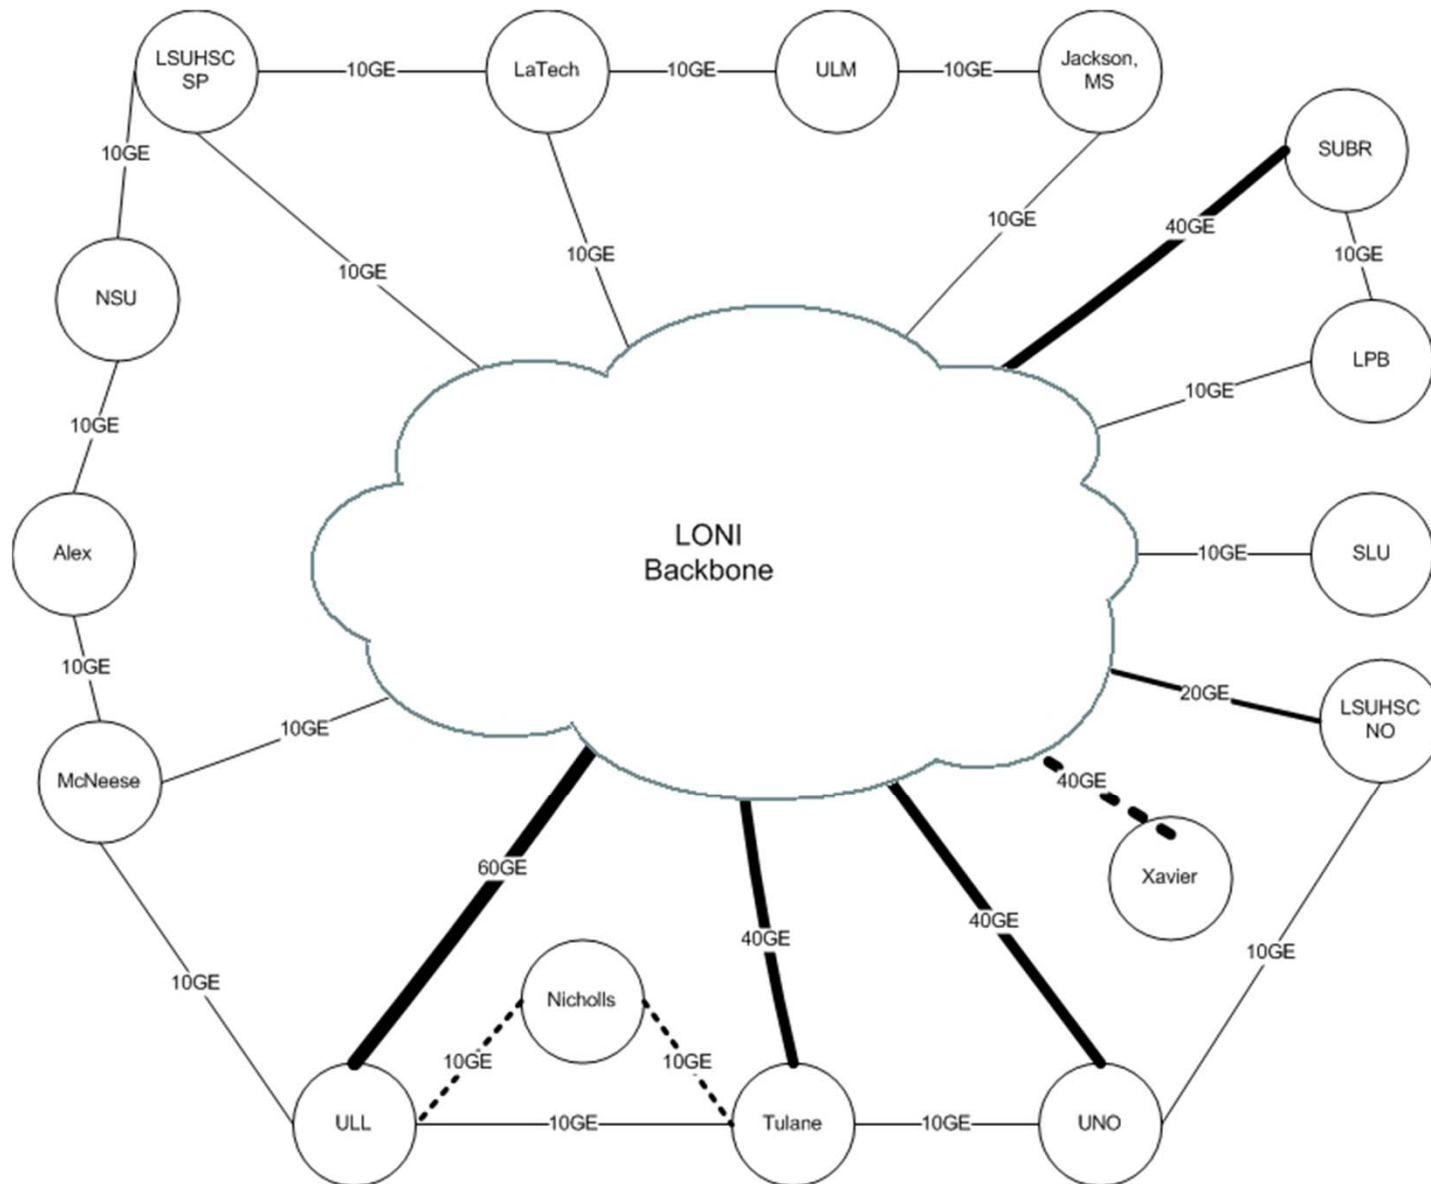 LSUHSC
SP
10GE
LaTech
10GE
ULM
10GE
Jackson,
MS
10GE
SUBR
10GE
40GE
10GE
10GE
10GE
NSU
LPB
10GE
10GE
LONI
Backbone
Alex
10GE
SLU
10GE
20GE
LSUHSC
NO
10GE
McNeese
40GE
60GE
Xavier
40GE
40GE
10GE
10GE
Nicholls
10GE
10GE
ULL
10GE
Tulane
10GE
UNO